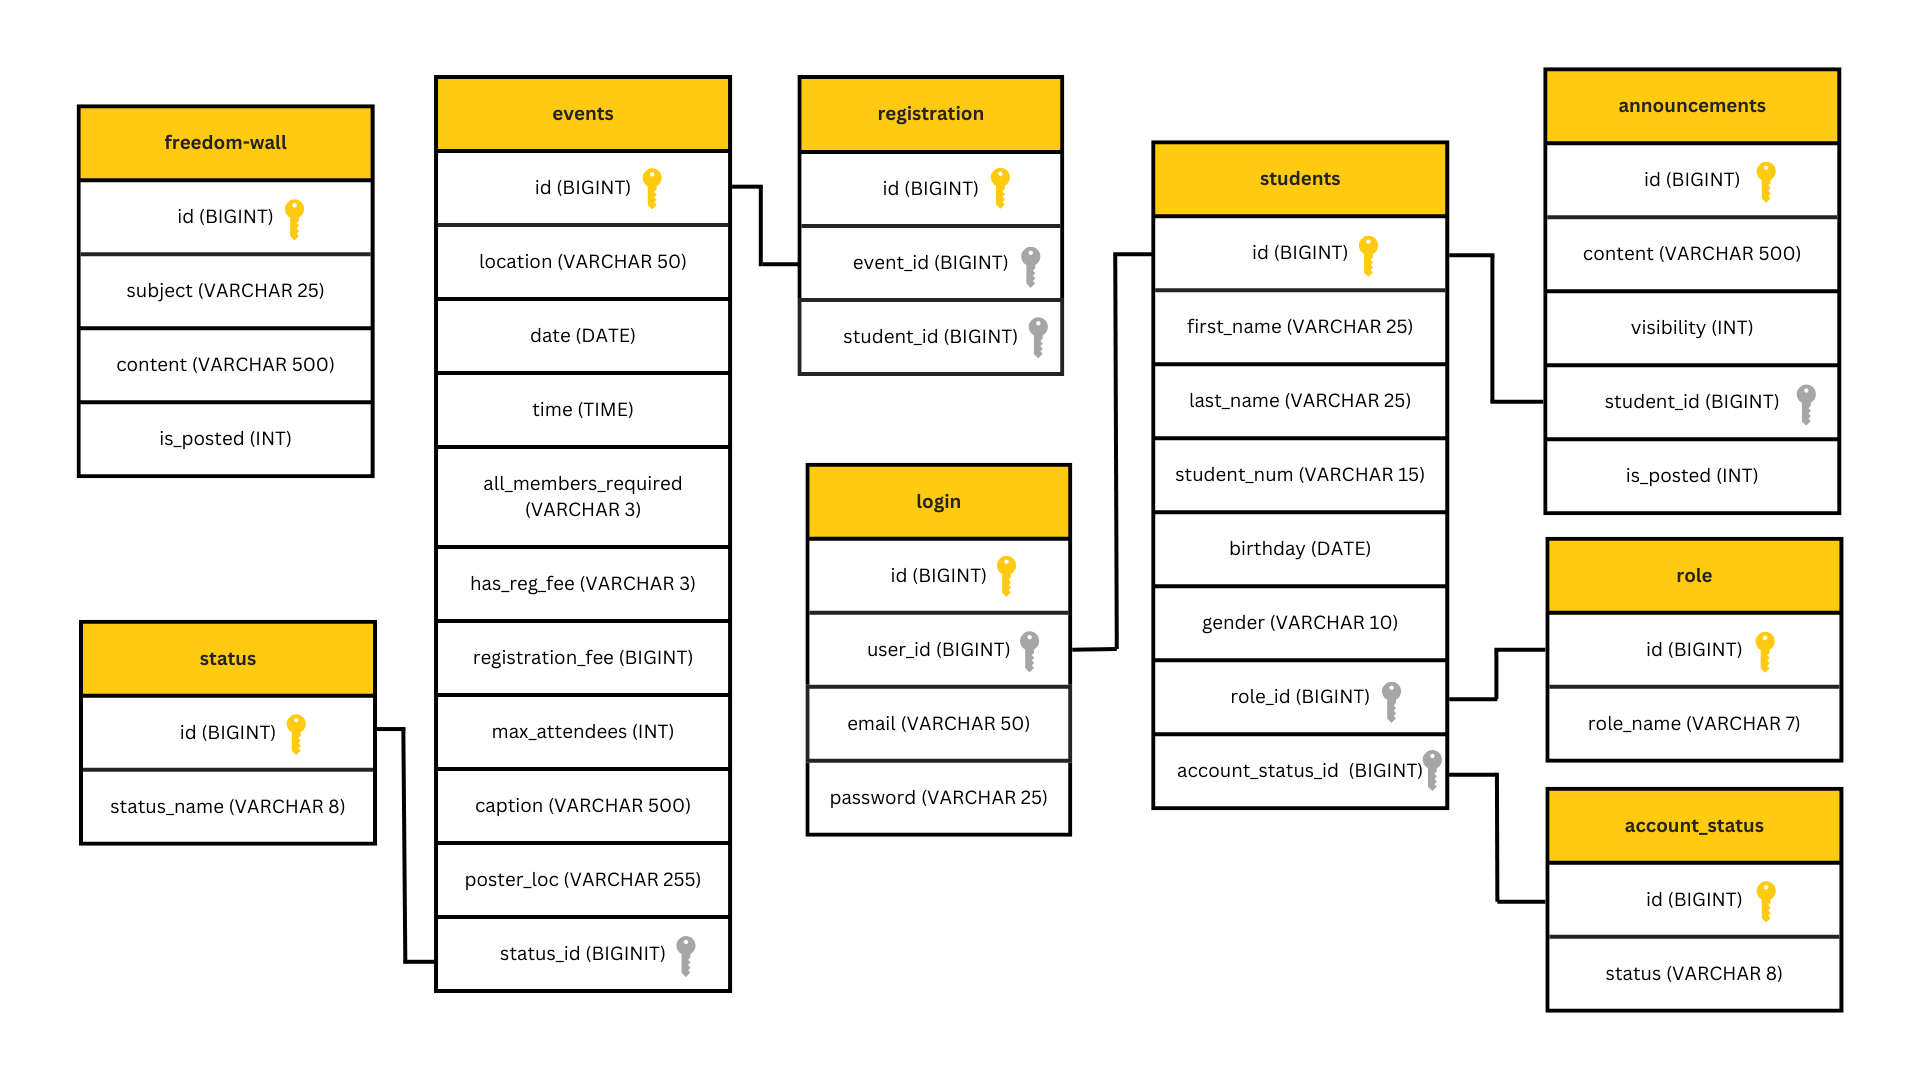 freedom-wall
id (BIGINT)
subject (VARCHAR 25)
content (VARCHAR 500)
is_posted (INT)
status
id (BIGINT)
status_name (VARCHAR 8)
events
id (BIGINT)
location (VARCHAR 50)
date (DATE)
time (TIME)
all_members_required
(VARCHAR 3)
has_reg_fee (VARCHAR 3)
registration_fee (BIGINT)
max_attendees (INT)
caption (VARCHAR 500)
poster_loc (VARCHAR 255)
status_id (BIGINIT)
registration
id (BIGINT)
event_id (BIGINT)
student_id (BIGINT)
login
id (BIGINT)
user_id (BIGINT)
email (VARCHAR 50)
password (VARCHAR 25)
students
id (BIGINT)
first_name (VARCHAR 25)
last_name (VARCHAR 25)
student_num (VARCHAR 15)
birthday (DATE)
gender (VARCHAR 10)
role_id (BIGINT)
account_status_id (BIGINT)
announcements
id (BIGINT)
content (VARCHAR 500)
visibility (INT)
student_id (BIGINT)
is_posted (INT)
role
id (BIGINT)
role_name (VARCHAR 7)
account_status
id (BIGINT)
status (VARCHAR 8)